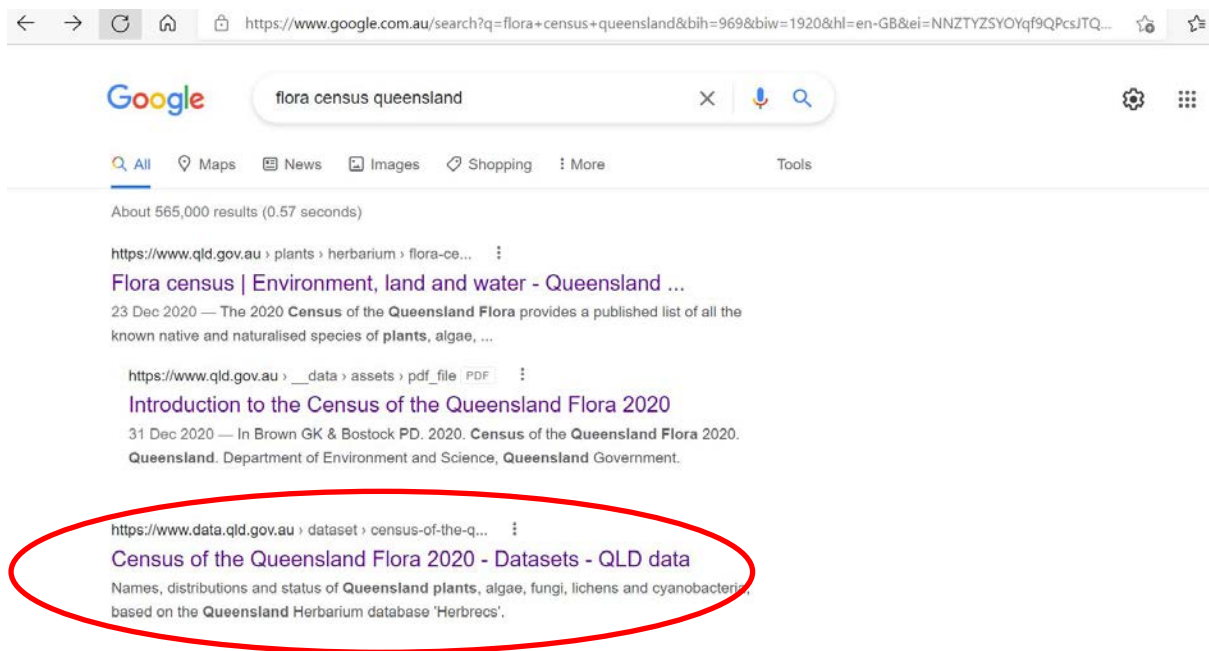 https://www.google.com.au/search?q=flora+census+queensland&bih=969&biw=1920&hl=en-GB&ei=NNZTYZSYOYqf9QPcsJTQ...
Google
flora census queensland
All Maps News Images Shopping More Tools
About 565,000 results (0.57 seconds)
https://www.qld.gov.au › plants › herbarium › flora-ce...
Flora census | Environment, land and water - Queensland ...
23 Dec 2020 — The 2020 Census of the Queensland Flora provides a published list of all the
known native and naturalised species of plants, algae, ...
https://www.qld.gov.au › __data › assets › pdf_file PDF
Introduction to the Census of the Queensland Flora 2020
31 Dec 2020 — In Brown GK & Bostock PD. 2020. Census of the Queensland Flora 2020.
Queensland. Department of Environment and Science, Queensland Government.
https://www.data.qld.gov.au › dataset › census-of-the-q...
Census of the Queensland Flora 2020 - Datasets - QLD data
Names, distributions and status of Queensland plants, algae, fungi, lichens and cyanobacteria,
based on the Queensland Herbarium database 'Herbrecs'.